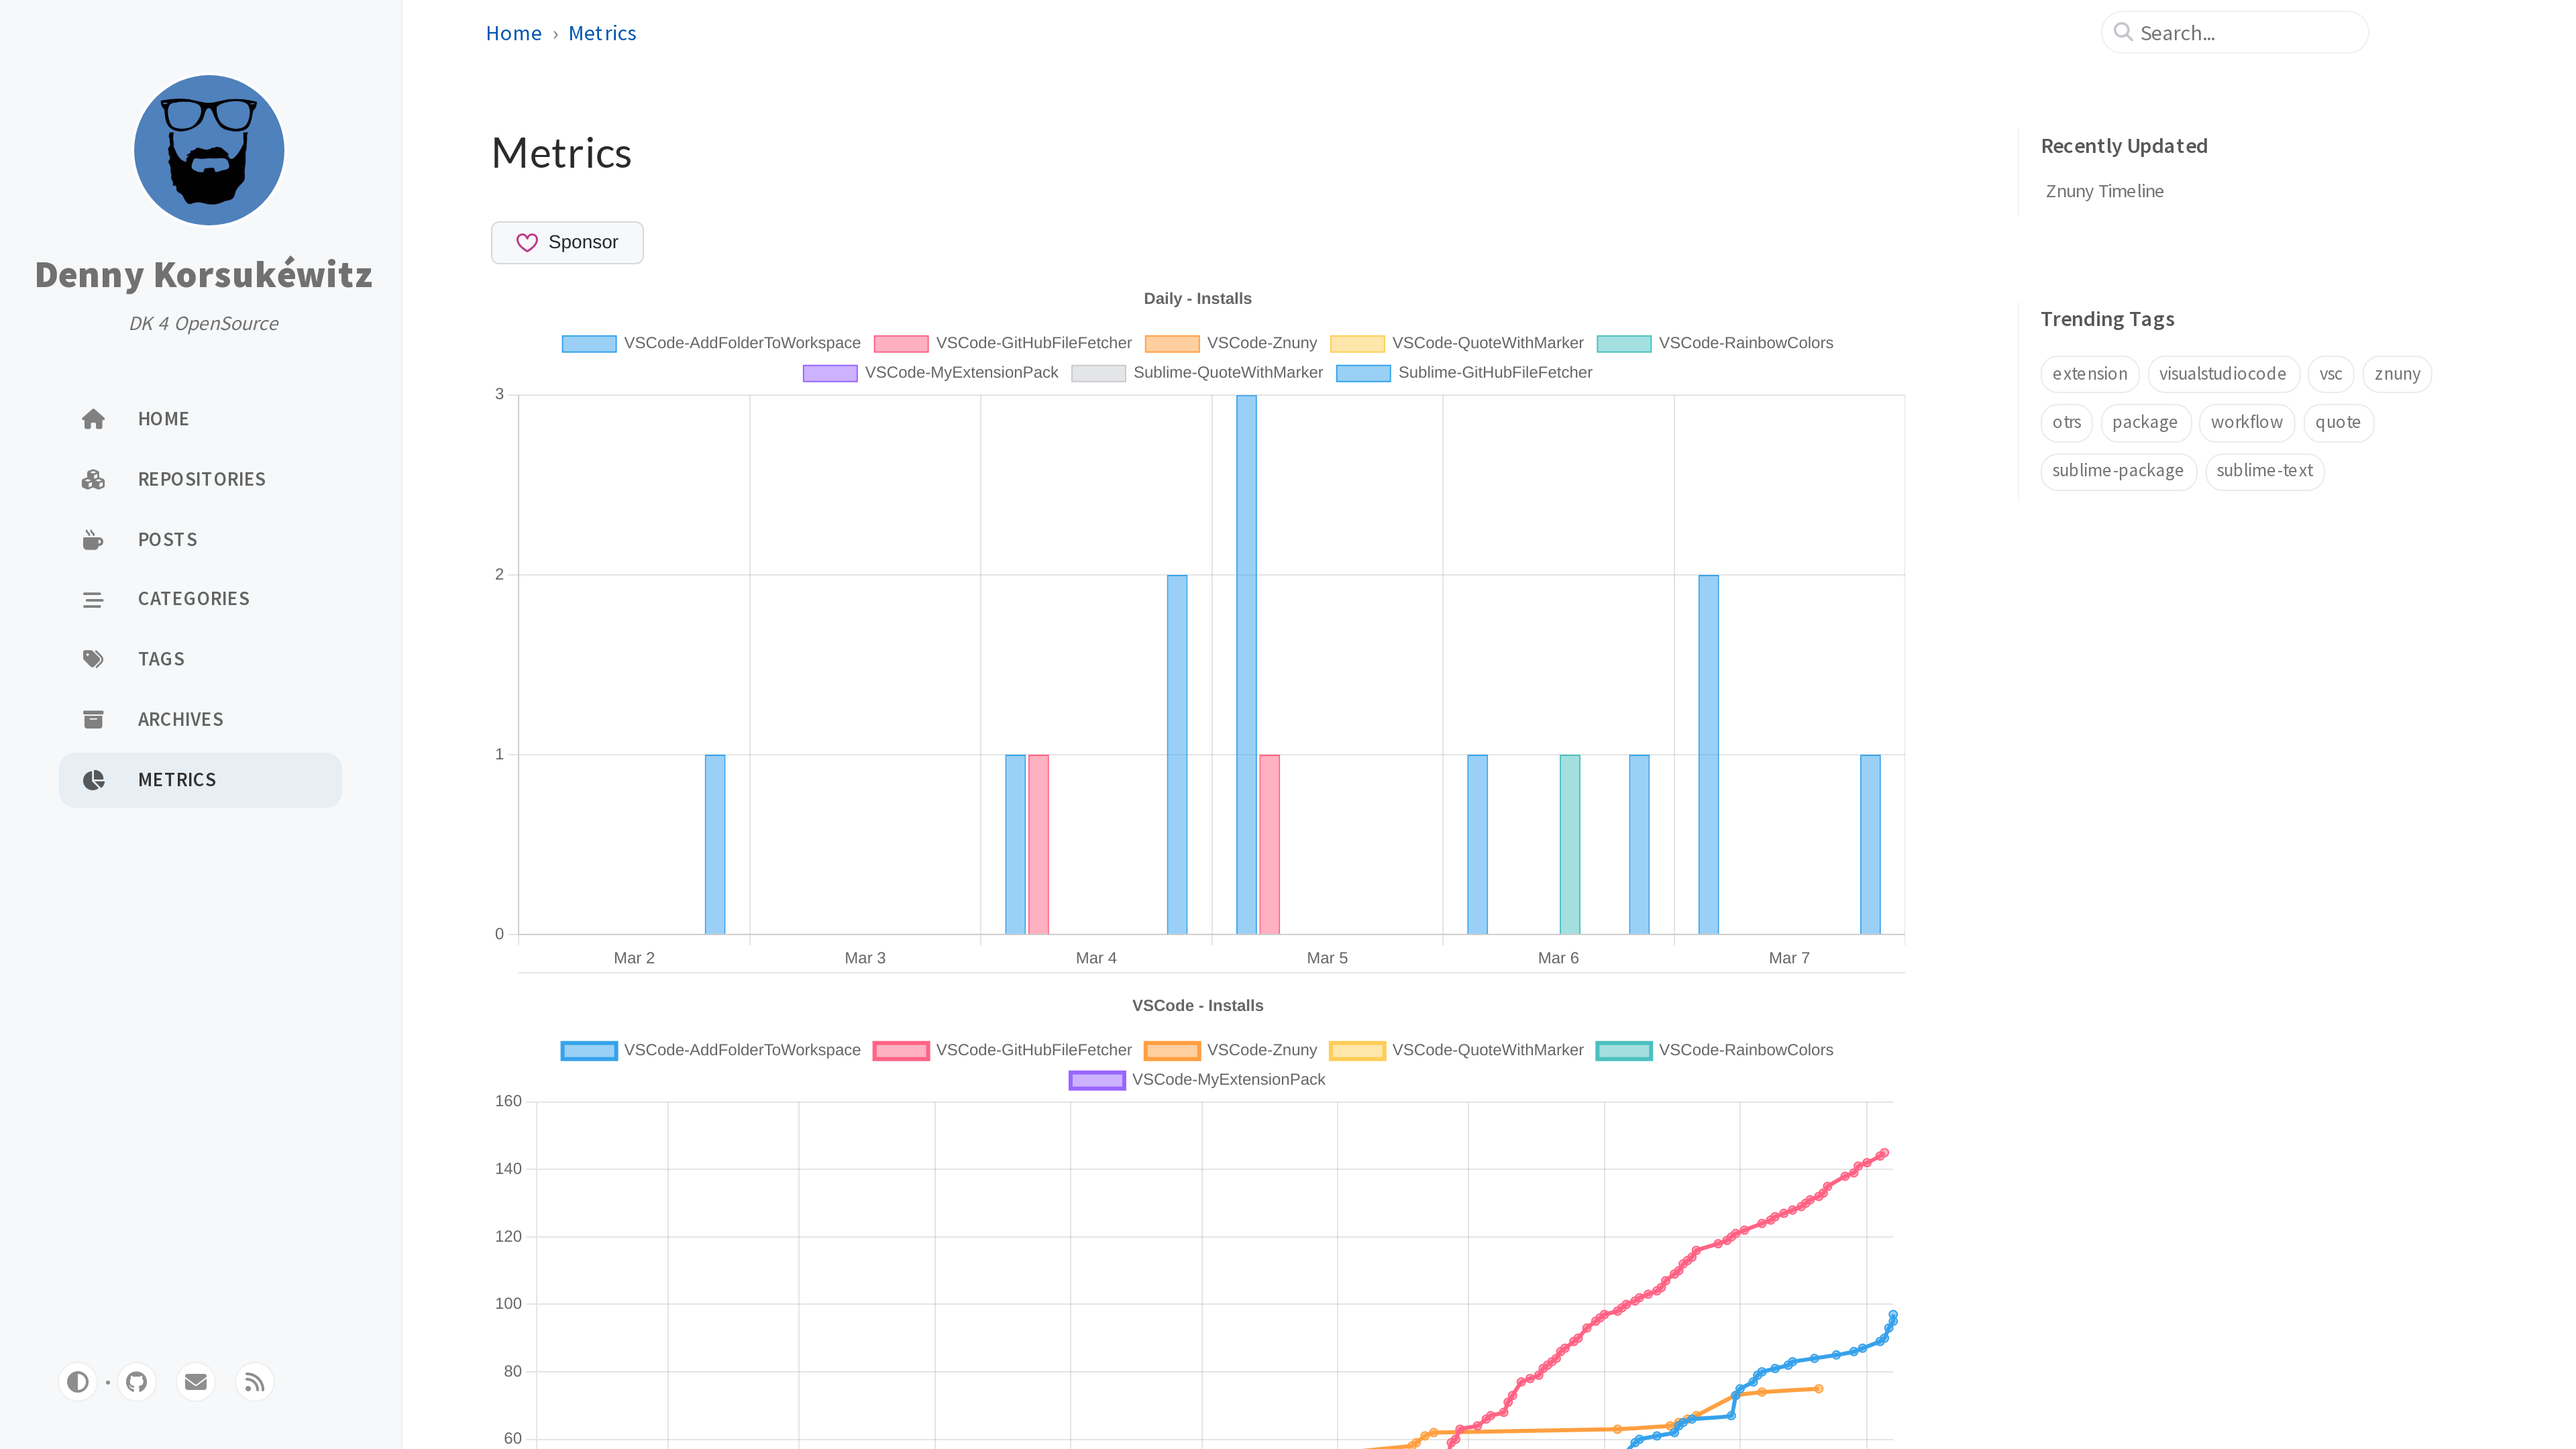 Denny Korsukéwitz
DK 4 OpenSource
HOME
REPOSITORIES
POSTS
CATEGORIES
TAGS
ARCHIVES
METRICS
Home › Metrics
Search...
Metrics
Sponsor
Daily - Installs
VSCode-AddFolderToWorkspace VSCode-GitHubFileFetcher VSCode-Znuny VSCode-QuoteWithMarker VSCode-RainbowColors
VSCode-MyExtensionPack Sublime-QuoteWithMarker Sublime-GitHubFileFetcher
3
2
1
0
Mar 2 Mar 3 Mar 4 Mar 5 Mar 6 Mar 7
VSCode - Installs
VSCode-AddFolderToWorkspace VSCode-GitHubFileFetcher VSCode-Znuny VSCode-QuoteWithMarker VSCode-RainbowColors
VSCode-MyExtensionPack
160
140
120
100
80
60
Recently Updated
Znuny Timeline
Trending Tags
extension visualstudiocode vsc znuny
otrs package workflow quote
sublime-package sublime-text